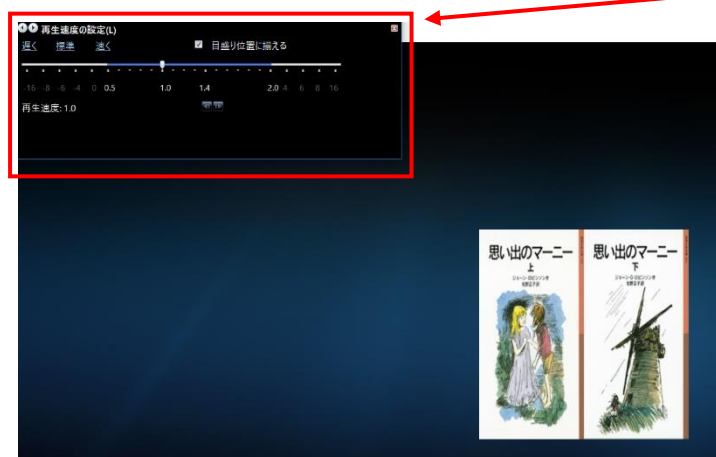 再生速度の設定(L)
遅く 標準 速く 目盛り位置に揃える
-16 -8 -6 -4 0 0.5 1.0 1.4 2.0 4 6 8 16
再生速度: 1.0
思い出のマーニー
上
思い出のマーニー
下